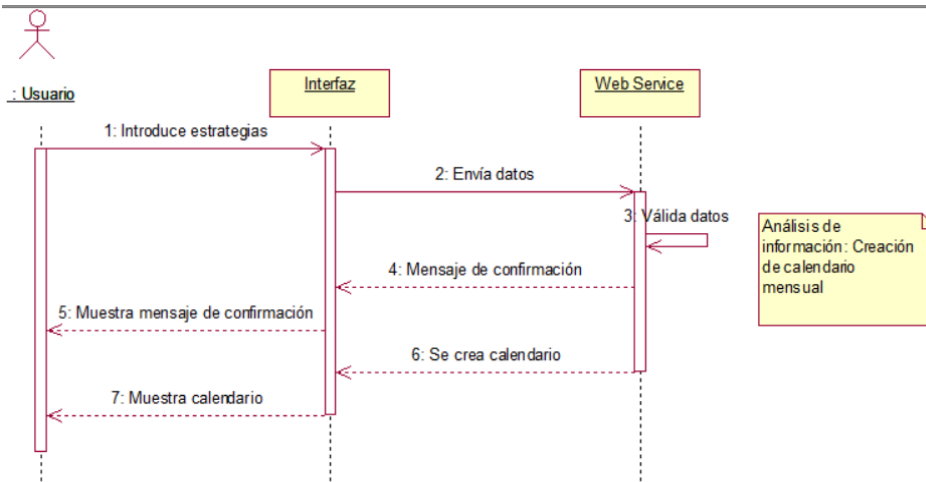 : Usuario
Interfaz
Web Service
1: Introduce estrategias
2: Envía datos
3: Válida datos
Análisis de
información: Creación
de calendario
mensual
4: Mensaje de confirmación
5: Muestra mensaje de confirmación
6: Se crea calendario
7: Muestra calendario